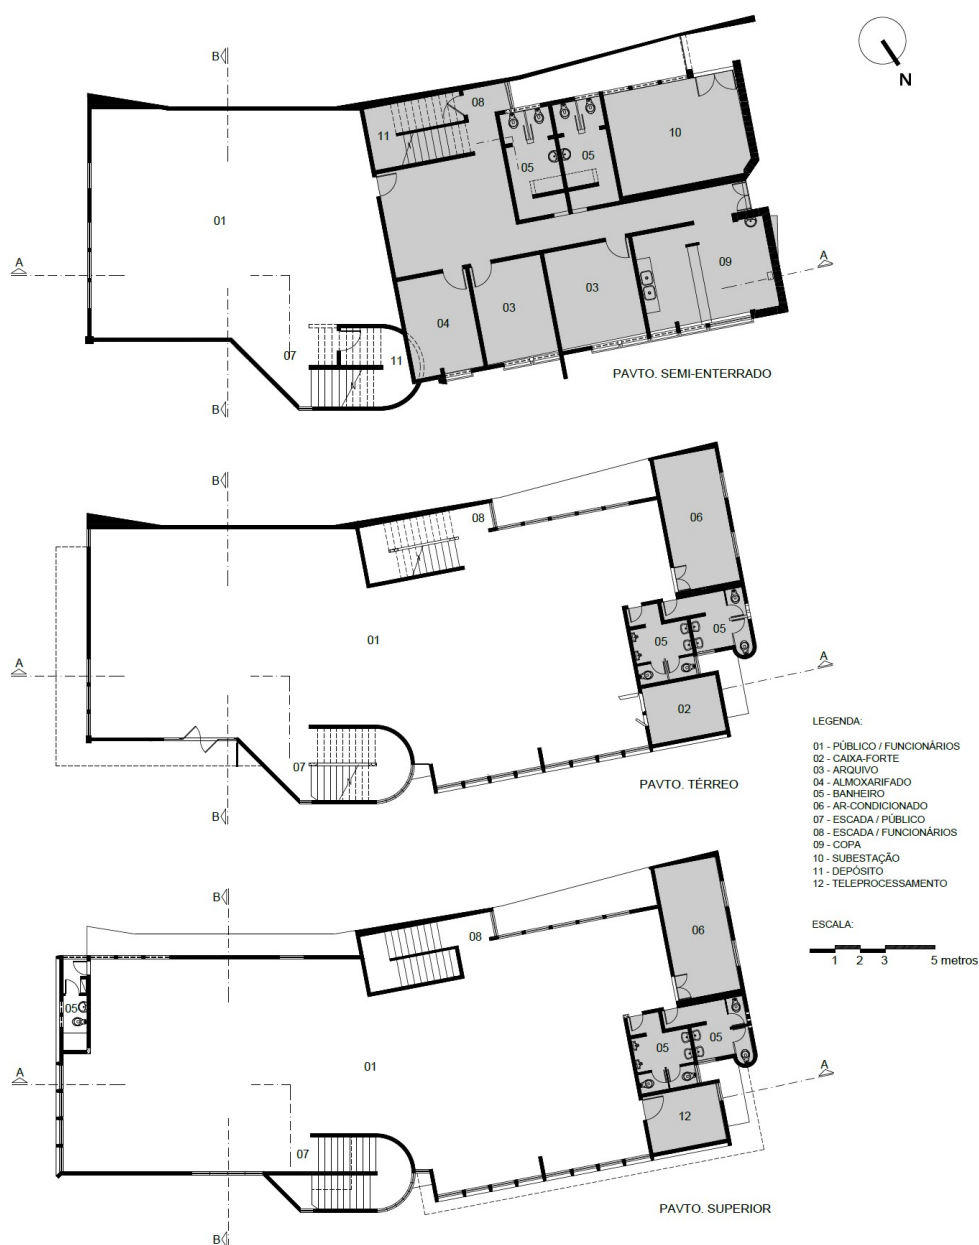 B
N
08
11
10
05
05
01
A
A
09
03
03
04
07
11
PAVTO. SEMI-ENTERRADO
B
B
08
06
01
05
05
A
A
02
07
PAVTO. TÉRREO
B
LEGENDA:
01 - PÚBLICO / FUNCIONÁRIOS
02 - CAIXA-FORTE
03 - ARQUIVO
04 - ALMOXARIFADO
05 - BANHEIRO
06 - AR-CONDICIONADO
07 - ESCADA / PÚBLICO
08 - ESCADA / FUNCIONÁRIOS
09 - COPA
10 - SUBESTAÇÃO
11 - DEPÓSITO
12 - TELEPROCESSAMENTO
ESCALA:
1 2 3 5 metros
B
08
06
05
05
05
01
A
A
12
07
PAVTO. SUPERIOR
B